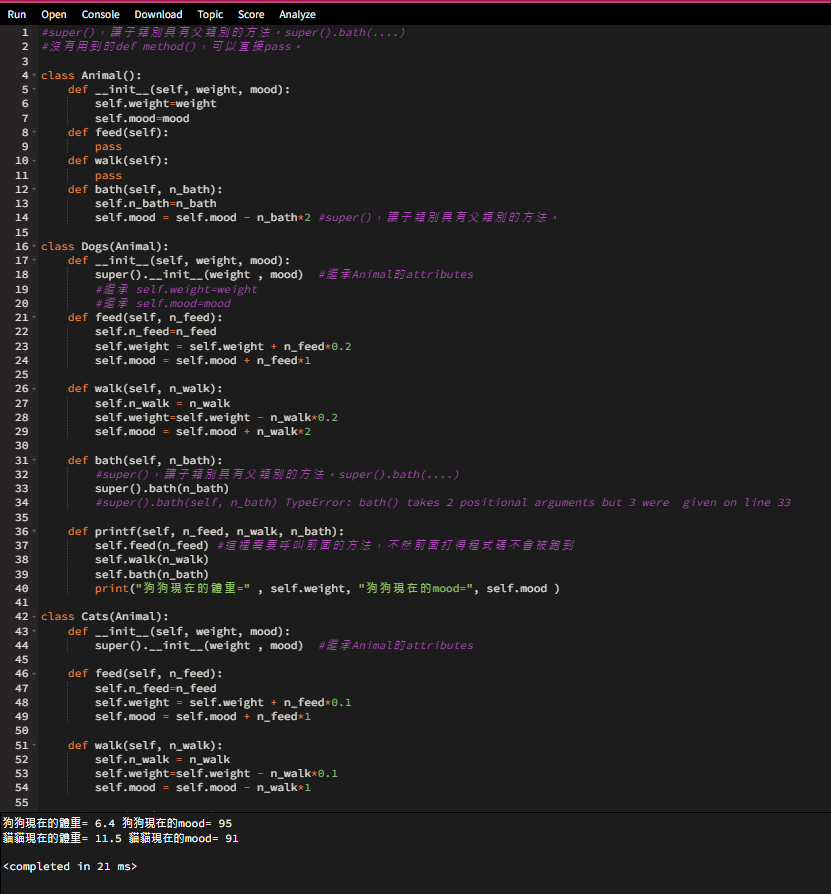 Run Open Console Download Topic Score Analyze
1 #super()，讓子類別具有父類別的方法。super().bath(....)
2 #沒有用到的def method()，可以直接pass。
3
4 class Animal():
5     def __init__(self, weight, mood):
6         self.weight=weight
7         self.mood=mood
8     def feed(self):
9         pass
10     def walk(self):
11         pass
12     def bath(self, n_bath):
13         self.n_bath=n_bath
14         self.mood = self.mood - n_bath*2 #super()，讓子類別具有父類別的方法。
15
16 class Dogs(Animal):
17     def __init__(self, weight, mood):
18         super().__init__(weight , mood)  #繼承Animal的attributes
19         #繼承 self.weight=weight
20         #繼承 self.mood=mood
21     def feed(self, n_feed):
22         self.n_feed=n_feed
23         self.weight = self.weight + n_feed*0.2
24         self.mood = self.mood + n_feed*1
25
26     def walk(self, n_walk):
27         self.n_walk = n_walk
28         self.weight=self.weight - n_walk*0.2
29         self.mood = self.mood + n_walk*2
30
31     def bath(self, n_bath):
32         #super()，讓子類別具有父類別的方法。super().bath(....)
33         super().bath(n_bath)
34         #super().bath(self, n_bath) TypeError: bath() takes 2 positional arguments but 3 were  given on line 33
35
36     def printf(self, n_feed, n_walk, n_bath):
37         self.feed(n_feed) #這裡需要呼叫前面的方法，不然前面打得程式碼不會被跑到
38         self.walk(n_walk)
39         self.bath(n_bath)
40         print("狗狗現在的體重=" , self.weight, "狗狗現在的mood=", self.mood )
41
42 class Cats(Animal):
43     def __init__(self, weight, mood):
44         super().__init__(weight , mood)  #繼承Animal的attributes
45
46     def feed(self, n_feed):
47         self.n_feed=n_feed
48         self.weight = self.weight + n_feed*0.1
49         self.mood = self.mood + n_feed*1
50
51     def walk(self, n_walk):
52         self.n_walk = n_walk
53         self.weight=self.weight - n_walk*0.1
54         self.mood = self.mood - n_walk*1
55
狗狗現在的體重= 6.4 狗狗現在的mood= 95
貓貓現在的體重= 11.5 貓貓現在的mood= 91
<completed in 21 ms>